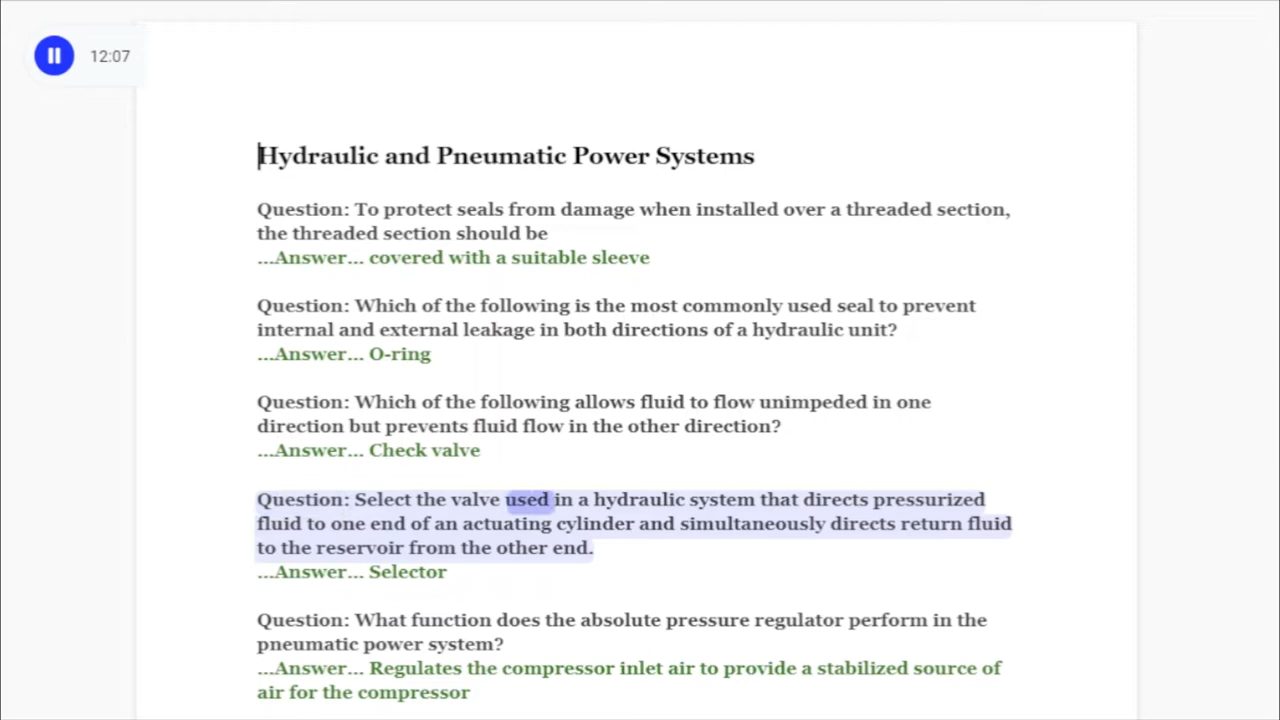 12:07
Hydraulic and Pneumatic Power Systems
Question: To protect seals from damage when installed over a threaded section,
the threaded section should be
...Answer... covered with a suitable sleeve
Question: Which of the following is the most commonly used seal to prevent
internal and external leakage in both directions of a hydraulic unit?
...Answer... O-ring
Question: Which of the following allows fluid to flow unimpeded in one
direction but prevents fluid flow in the other direction?
...Answer... Check valve
Question: Select the valve used in a hydraulic system that directs pressurized
fluid to one end of an actuating cylinder and simultaneously directs return fluid
to the reservoir from the other end.
...Answer... Selector
Question: What function does the absolute pressure regulator perform in the
pneumatic power system?
...Answer... Regulates the compressor inlet air to provide a stabilized source of
air for the compressor